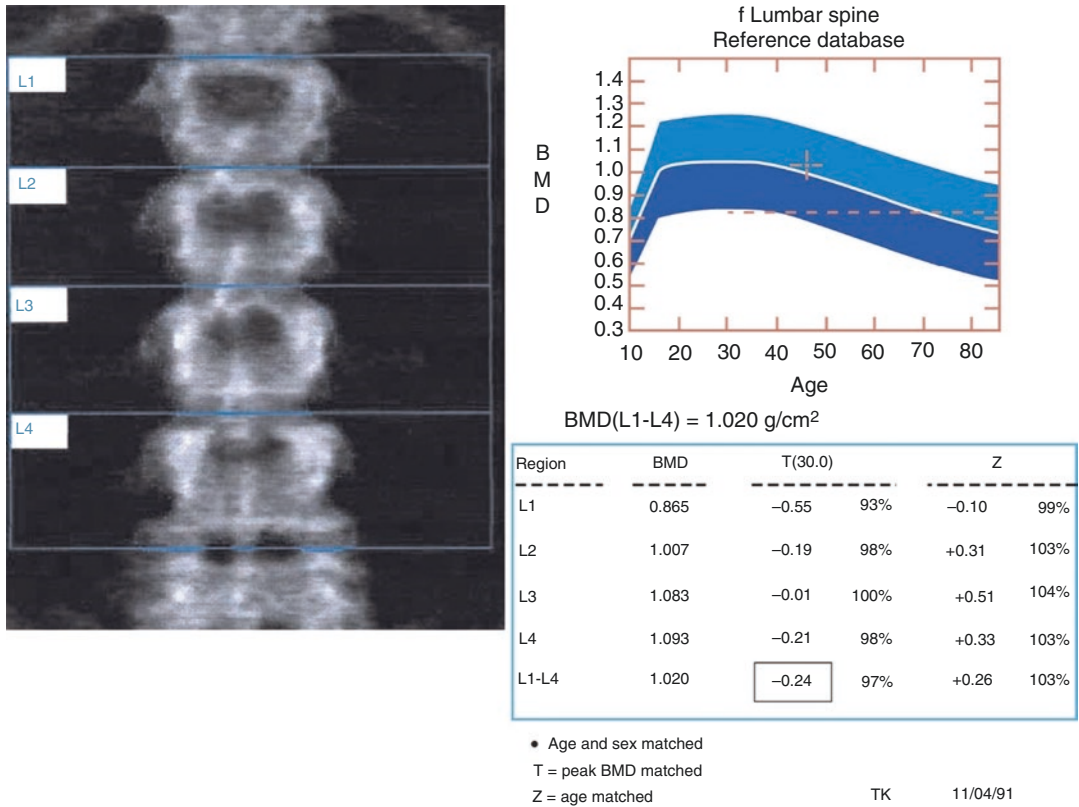 L1
L2
L3
L4
f Lumbar spine
Reference database
B
M
D
1.4
1.3
1.2
1.1
1.0
0.9
0.8
0.7
0.6
0.5
0.4
0.3
10 20 30 40 50 60 70 80
Age
BMD(L1-L4) = 1.020 g/cm²
Region BMD T(30.0) Z
L1 0.865 –0.55 93% –0.10 99%
L2 1.007 –0.19 98% +0.31 103%
L3 1.083 –0.01 100% +0.51 104%
L4 1.093 –0.21 98% +0.33 103%
L1-L4 1.020 –0.24 97% +0.26 103%
• Age and sex matched
T = peak BMD matched
Z = age matched TK 11/04/91